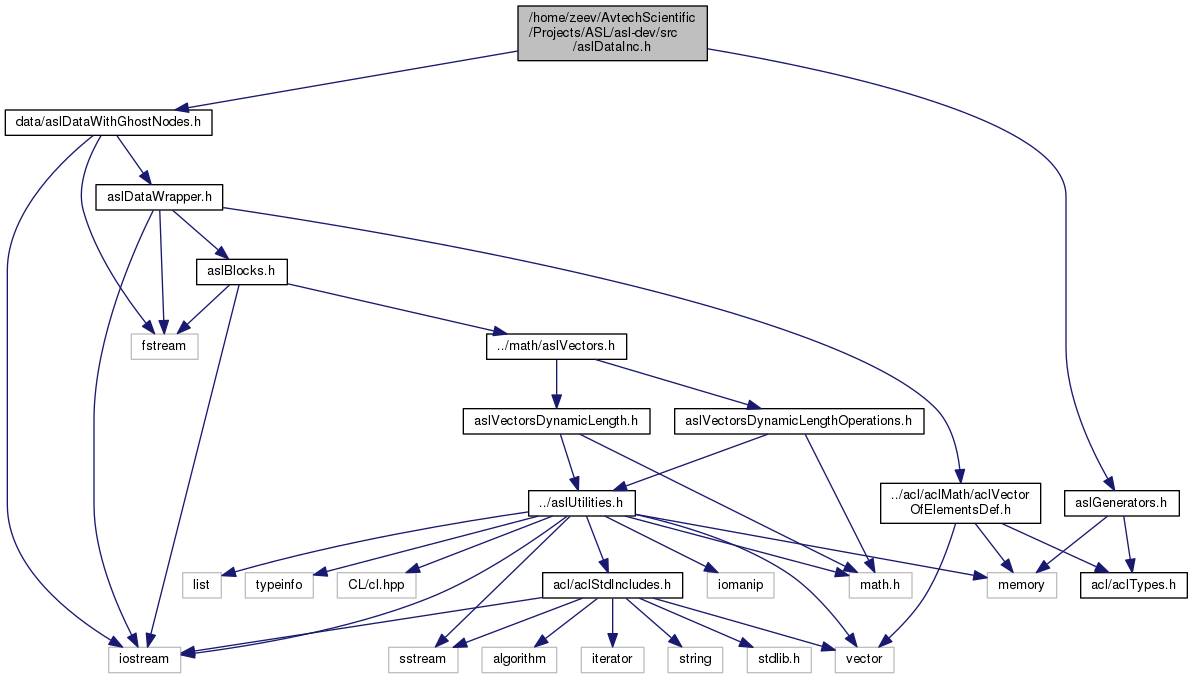 /home/zeev/AvtechScientific
/Projects/ASL/asl-dev/src
/aslDataInc.h
data/aslDataWithGhostNodes.h
aslDataWrapper.h
aslBlocks.h
fstream
../math/aslVectors.h
aslVectorsDynamicLength.h
aslVectorsDynamicLengthOperations.h
../aslUtilities.h
../acl/aclMath/aclVector
OfElementsDef.h
aslGenerators.h
list
typeinfo
CL/cl.hpp
acl/aclStdIncludes.h
iomanip
math.h
memory
acl/aclTypes.h
iostream
sstream
algorithm
iterator
string
stdlib.h
vector